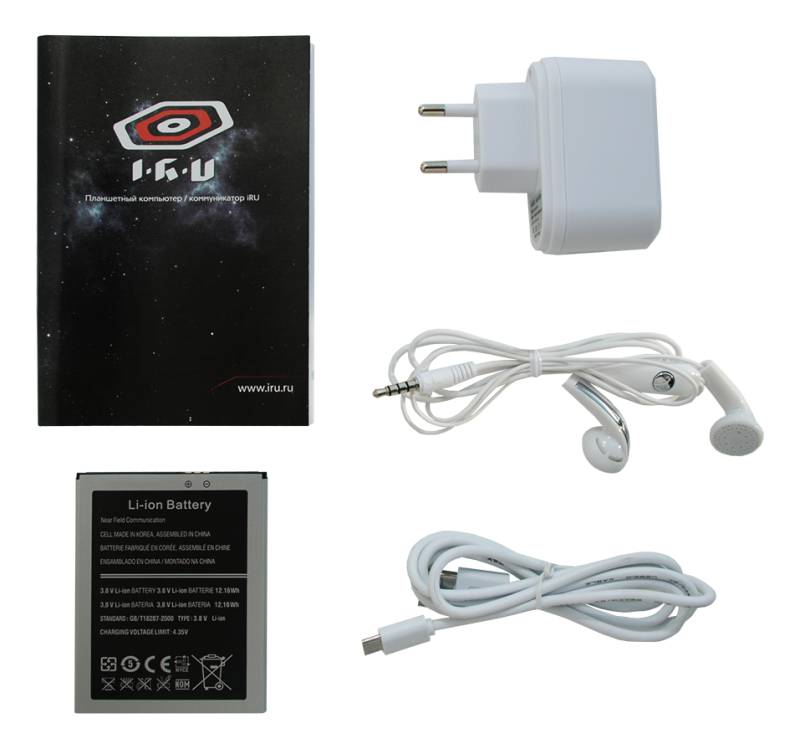 i·R·U
Планшетный компьютер / коммуникатор iRU
www.iru.ru
Li-ion Battery
Near Field Communication
CELL MADE IN KOREA, ASSEMBLED IN CHINA
BATTERIE FABRIQUÉ EN CORÉE, ASSEMBLÉ EN CHINE
ENSAMBLADO EN CHINA / MONTADO NA CHINA
3.8 V Li-ion BATTERY 3.8 V Li-ion BATTERIE 12.16Wh
3,8 V Li-ion BATERIA 3,8 V Li-ion BATERIA 12,16Wh
STANDARD : GB/T18287-2000 TYPE : 3.8 V Li-ion
CHARGING VOLTAGE LIMIT: 4.35V